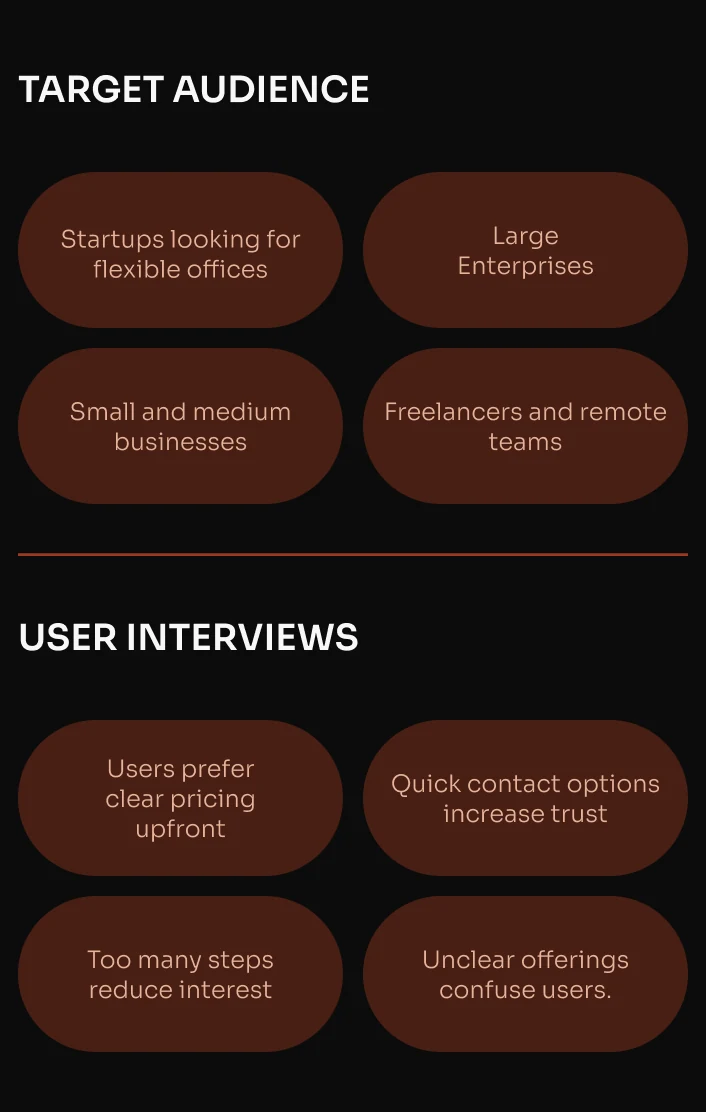 TARGET AUDIENCE
Startups looking for
flexible offices
Large
Enterprises
Small and medium
businesses
Freelancers and remote
teams
USER INTERVIEWS
Users prefer
clear pricing
upfront
Quick contact options
increase trust
Too many steps
reduce interest
Unclear offerings
confuse users.